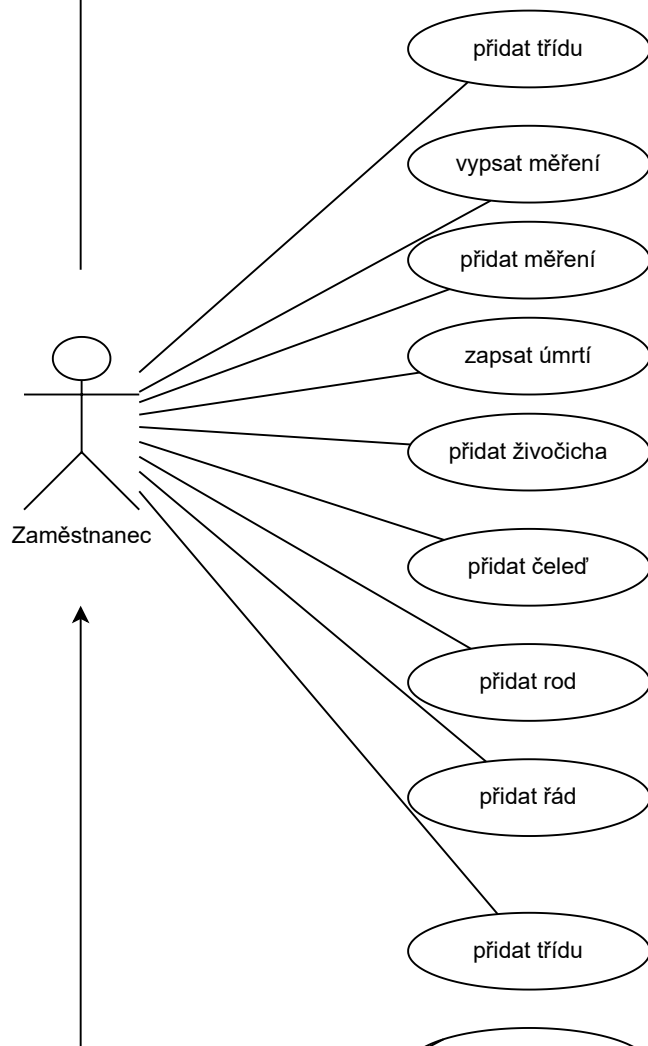 přidat třídu
vypsat měření
přidat měření
zapsat úmrtí
přidat živočicha
Zaměstnanec
přidat čeleď
přidat rod
přidat řád
přidat třídu